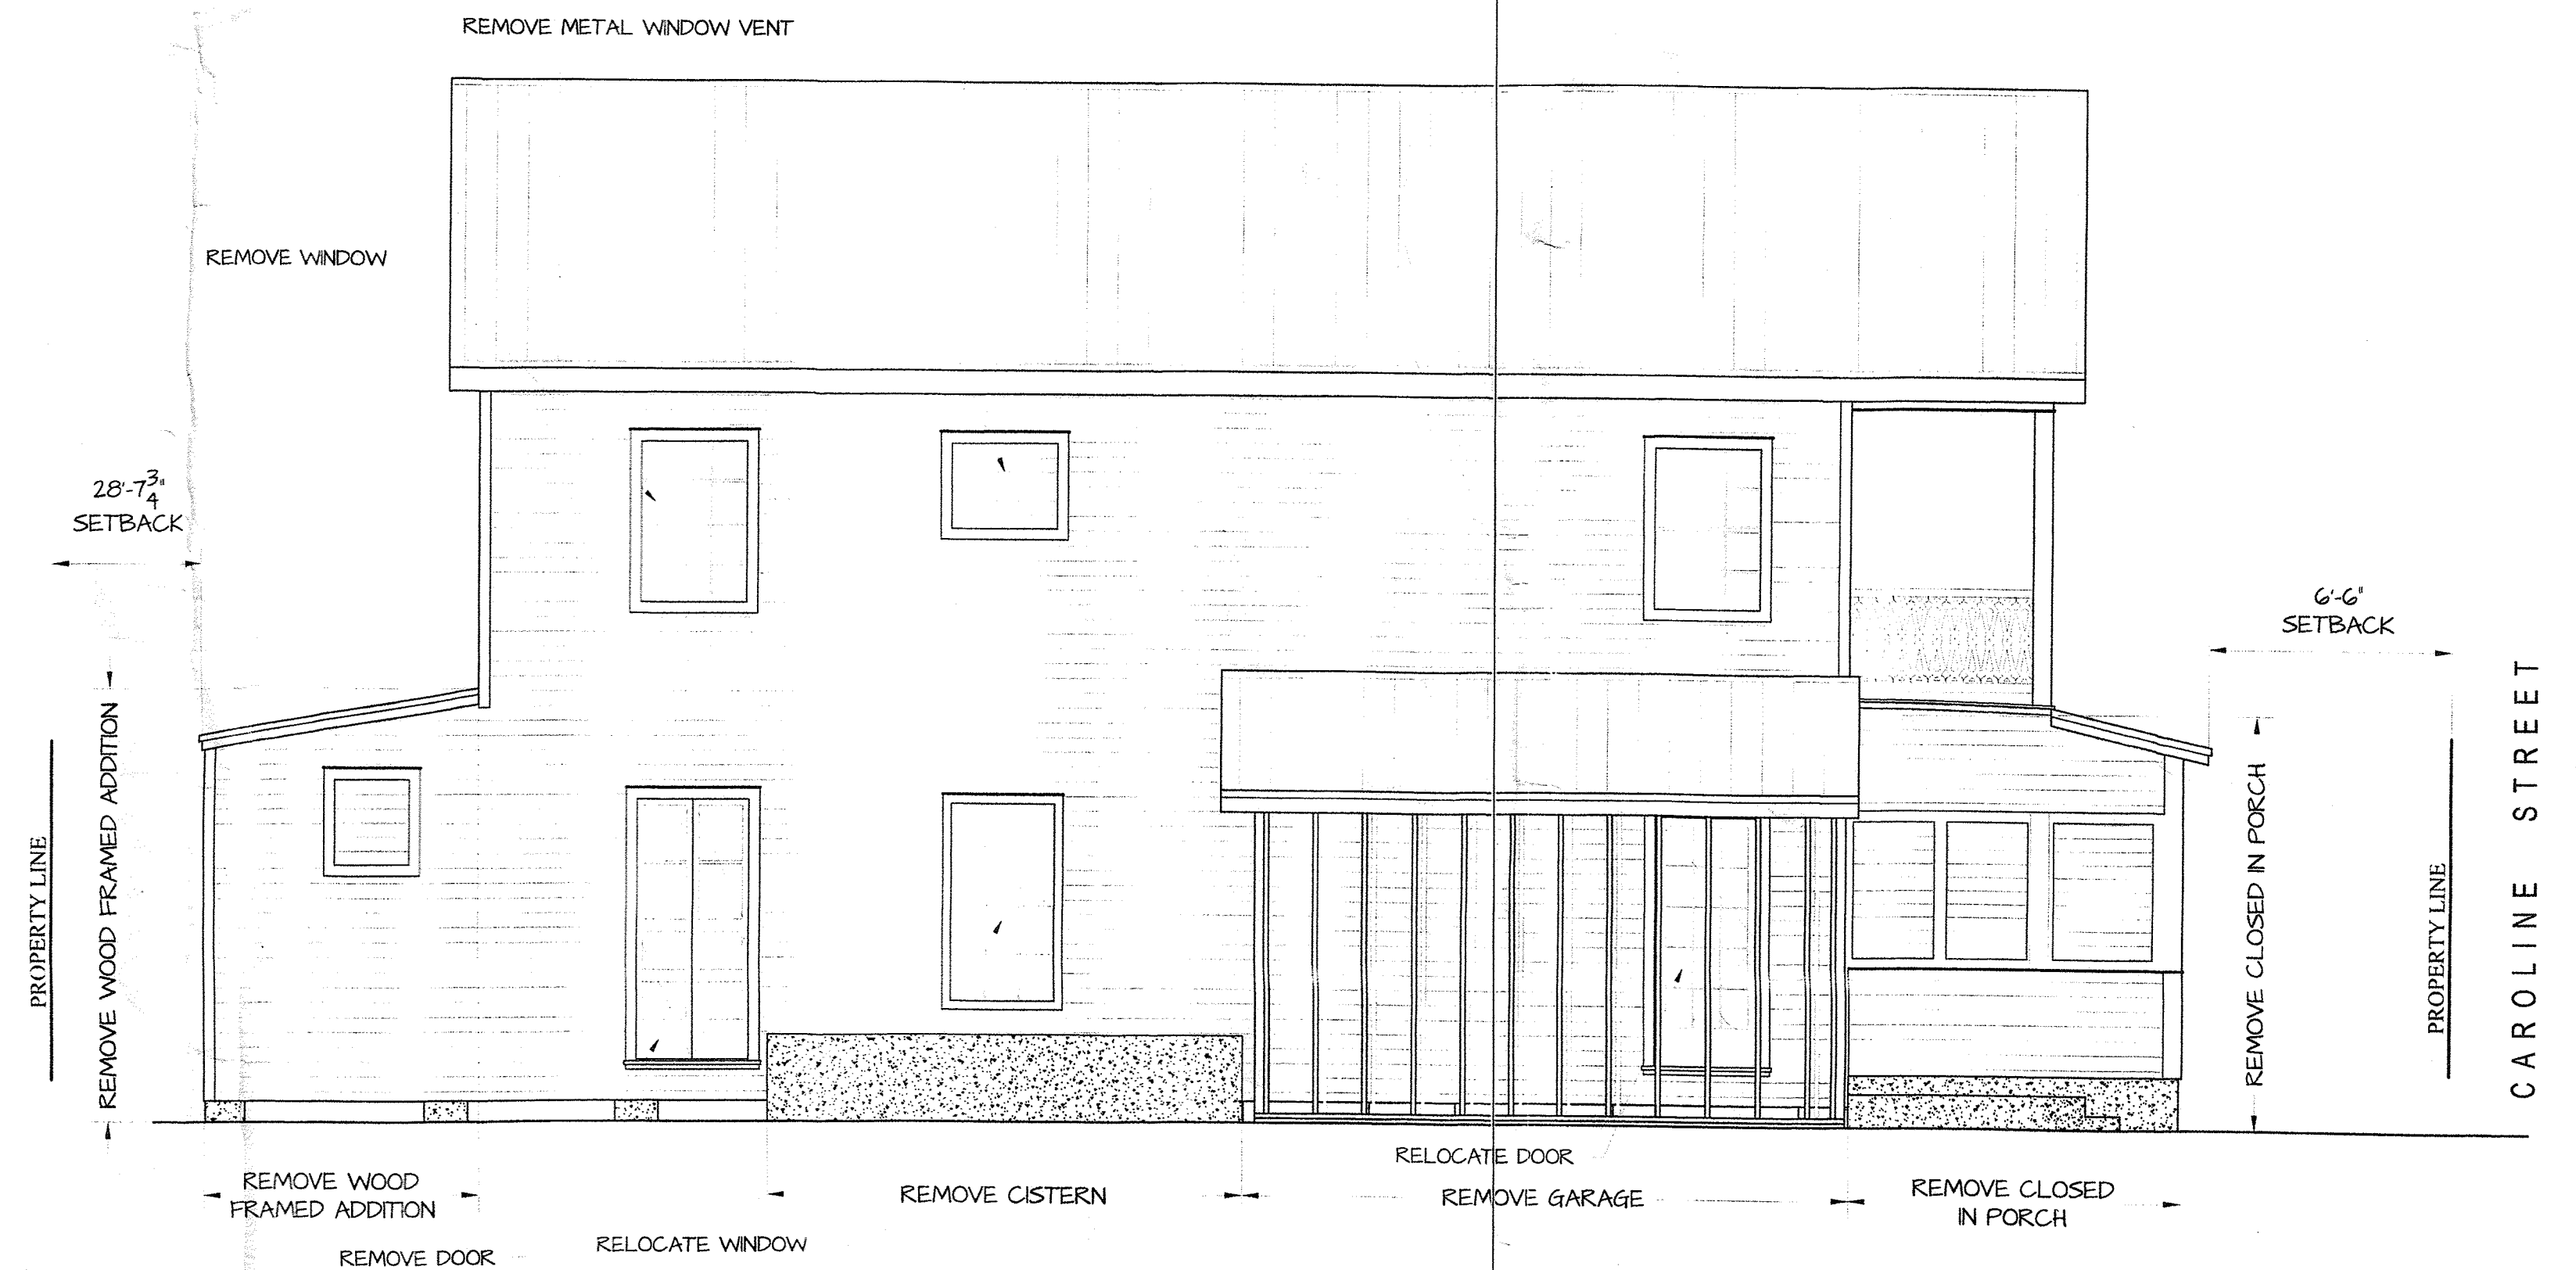 REMOVE METAL WINDOW VENT
REMOVE WINDOW
28'-7 3/4"
SETBACK
6'-6"
SETBACK
PROPERTY LINE
REMOVE WOOD FRAMED ADDITION
REMOVE CLOSED IN PORCH
PROPERTY LINE
CAROLINE STREET
RELOCATE DOOR
REMOVE WOOD
FRAMED ADDITION
REMOVE CISTERN
REMOVE GARAGE
REMOVE CLOSED
IN PORCH
RELOCATE WINDOW
REMOVE DOOR